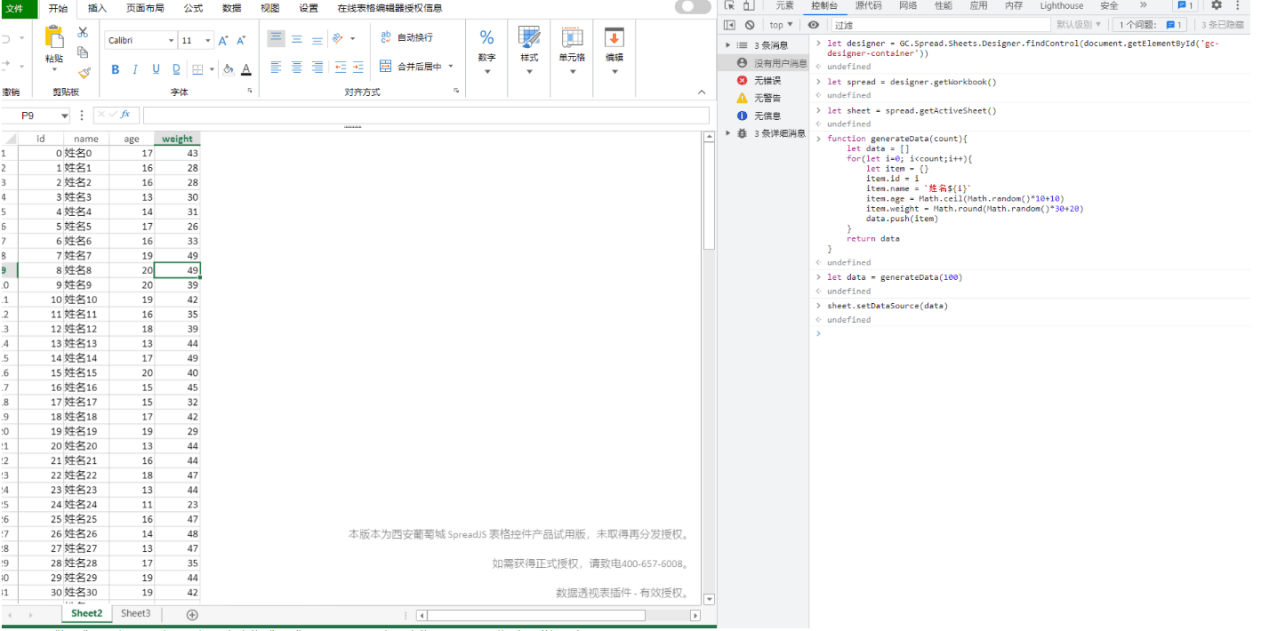 文件 开始 插入 页面布局 公式 数据 视图 设置 在线表格编辑器授权信息
粘贴 Calibri 11 A A 自动换行 % 数字 样式 单元格 编辑
B I U D A 合并后居中
撤销 剪贴板 字体 对齐方式
P9 fx
id name age weight
1 0 姓名0 17 43
2 1 姓名1 16 28
3 2 姓名2 16 28
4 3 姓名3 13 30
5 4 姓名4 14 31
6 5 姓名5 17 26
7 6 姓名6 16 33
8 7 姓名7 19 49
9 8 姓名8 20 49
.0 9 姓名9 20 39
.1 10 姓名10 19 42
.2 11 姓名11 16 35
.3 12 姓名12 18 39
.4 13 姓名13 13 44
.5 14 姓名14 17 49
.6 15 姓名15 20 40
.7 16 姓名16 15 45
.8 17 姓名17 15 32
.9 18 姓名18 17 42
:0 19 姓名19 19 29
:1 20 姓名20 13 44
:2 21 姓名21 16 44
:3 22 姓名22 18 47
:4 23 姓名23 13 44
:5 24 姓名24 11 23
:6 25 姓名25 16 47
:7 26 姓名26 14 48
:8 27 姓名27 13 47
:9 28 姓名28 17 35
:0 29 姓名29 19 44
:1 30 姓名30 19 42
本版本为西安葡萄城 SpreadJS 表格控件产品试用版，未取得再分发授权。
如需获得正式授权，请致电400-657-6008。
数据透视表插件 - 有效授权。
Sheet2 Sheet3
元素 控制台 源代码 网络 性能 应用 内存 Lighthouse 安全 » 1
top 过滤 默认级别 1 个问题: 1 3 条已隐藏
3 条消息
没有用户消息
无错误
无警告
无信息
3 条详细消息
> let designer = GC.Spread.Sheets.Designer.findControl(document.getElementById('gc-
designer-container'))
< undefined
> let spread = designer.getWorkbook()
< undefined
> let sheet = spread.getActiveSheet()
< undefined
> function generateData(count){
let data = []
for(let i=0; i<count;i++){
let item = {}
item.id = i
item.name = `姓名${i}`
item.age = Math.ceil(Math.random()*10+10)
item.weight = Math.round(Math.random()*30+20)
data.push(item)
}
return data
}
< undefined
> let data = generateData(100)
< undefined
> sheet.setDataSource(data)
< undefined
>